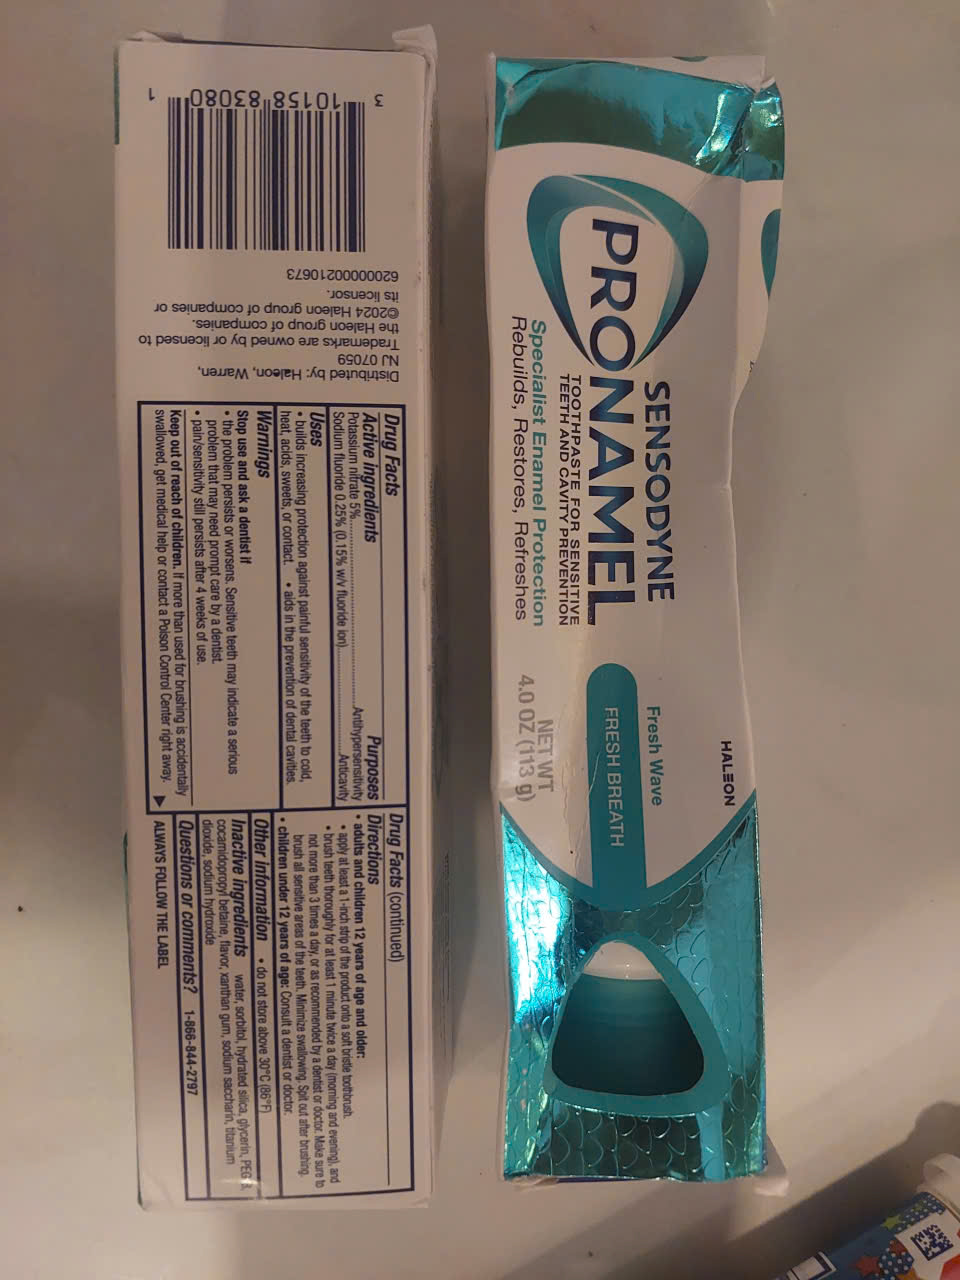 3 10158 83080 1
6200000000210673
Distributed by: Haleon, Warren,
NJ 07059
Trademarks are owned by or licensed to
the Haleon group of companies.
©2024 Haleon group of companies or
its licensor.
Drug Facts
Active ingredients Purposes
Potassium nitrate 5%..........Antihypersensitivity
Sodium fluoride 0.25% (0.15% w/v fluoride ion)..........Anticavity
Uses
• builds increasing protection against painful sensitivity of the teeth to cold,
heat, acids, sweets, or contact. • aids in the prevention of dental cavities.
Warnings
Stop use and ask a dentist if
• the problem persists or worsens. Sensitive teeth may indicate a serious
problem that may need prompt care by a dentist.
• pain/sensitivity still persists after 4 weeks of use.
Keep out of reach of children. If more than used for brushing is accidentally
swallowed, get medical help or contact a Poison Control Center right away.
Drug Facts (continued)
Directions
• adults and children 12 years of age and older:
• apply at least a 1-inch strip of the product onto a soft bristle toothbrush.
• brush teeth thoroughly for at least 1 minute twice a day (morning and evening), and
not more than 3 times a day, or as recommended by a dentist or doctor. Make sure to
brush all sensitive areas of the teeth. Minimize swallowing. Spit out after brushing.
• children under 12 years of age: Consult a dentist or doctor.
Other information • do not store above 30°C (86°F)
Inactive ingredients water, sorbitol, hydrated silica, glycerin, PEG 8,
cocamidopropyl betaine, flavor, xanthan gum, sodium saccharin, titanium
dioxide, sodium hydroxide
Questions or comments? 1-866-844-2797
ALWAYS FOLLOW THE LABEL
HALEON
SENSODYNE
PRONAMEL
TOOTHPASTE FOR SENSITIVE
TEETH AND CAVITY PREVENTION
Specialist Enamel Protection
Rebuilds, Restores, Refreshes
Fresh Wave
FRESH BREATH
NET WT
4.0 OZ (113 g)